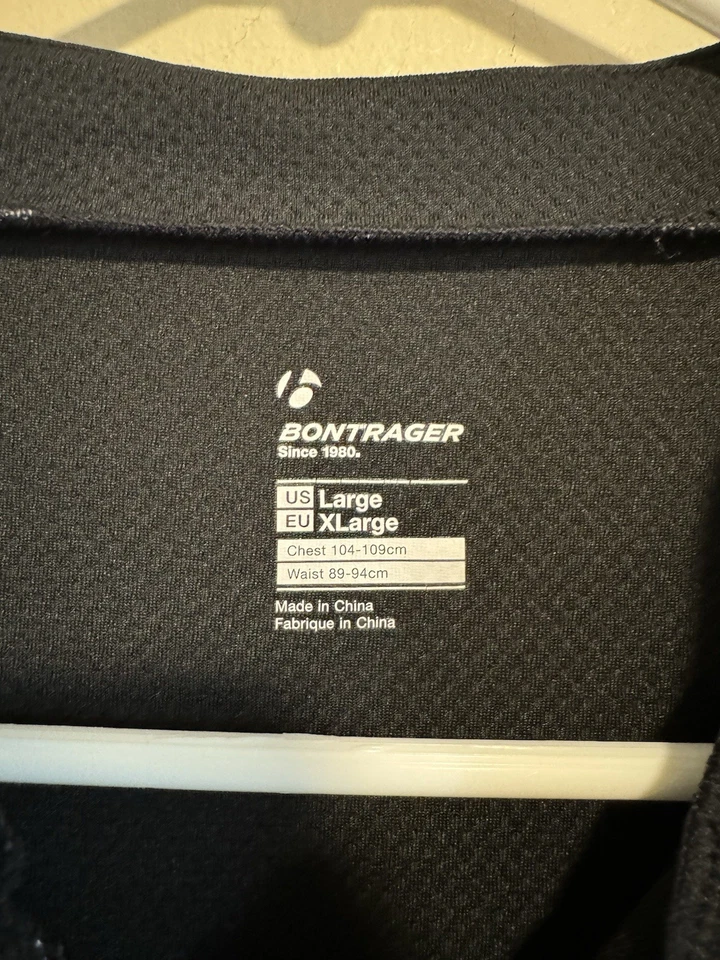 BONTRAGER
Since 1980.
US Large
EU XLarge
Chest 104-109cm
Waist 89-94cm
Made in China
Fabrique in China